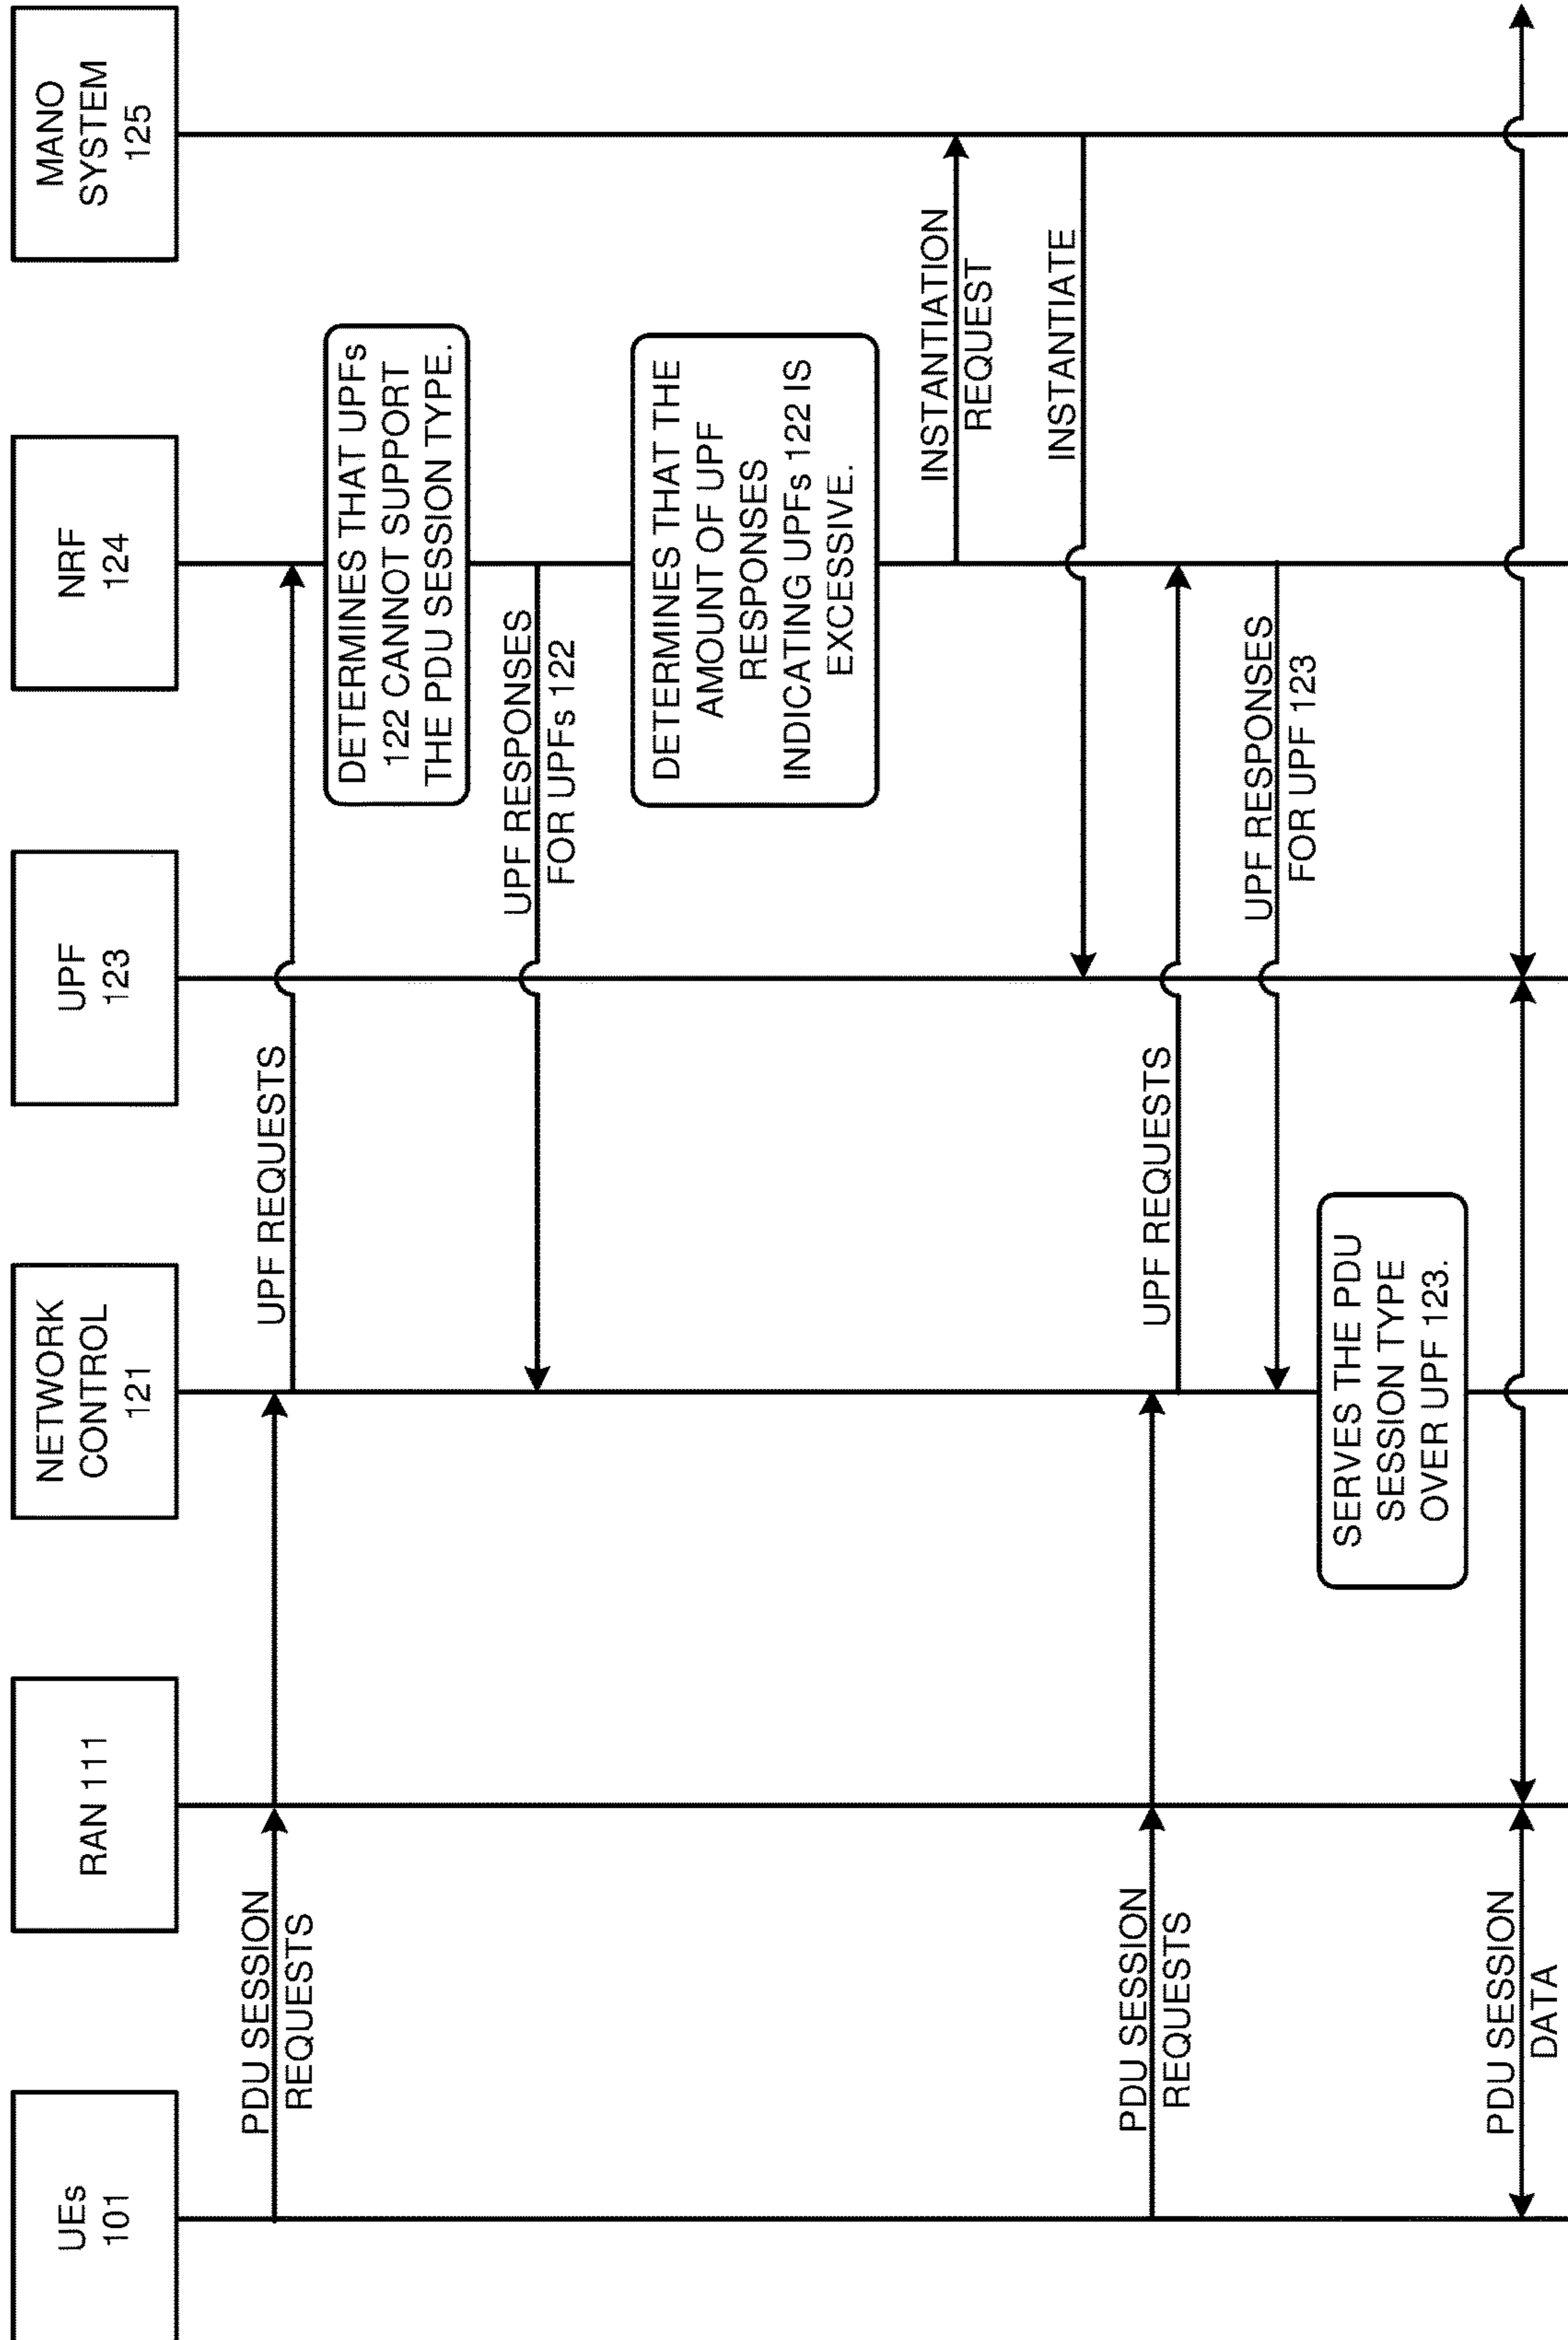 UEs
101
RAN 111
NETWORK
CONTROL
121
UPF
123
NRF
124
MANO
SYSTEM
125
PDU SESSION
REQUESTS
UPF REQUESTS
DETERMINES THAT UPFs
122 CANNOT SUPPORT
THE PDU SESSION TYPE.
UPF RESPONSES
FOR UPFs 122
DETERMINES THAT THE
AMOUNT OF UPF
RESPONSES
INDICATING UPFs 122 IS
EXCESSIVE.
INSTANTIATION
REQUEST
INSTANTIATE
PDU SESSION
REQUESTS
UPF REQUESTS
UPF RESPONSES
FOR UPF 123
SERVES THE PDU
SESSION TYPE
OVER UPF 123.
PDU SESSION
DATA